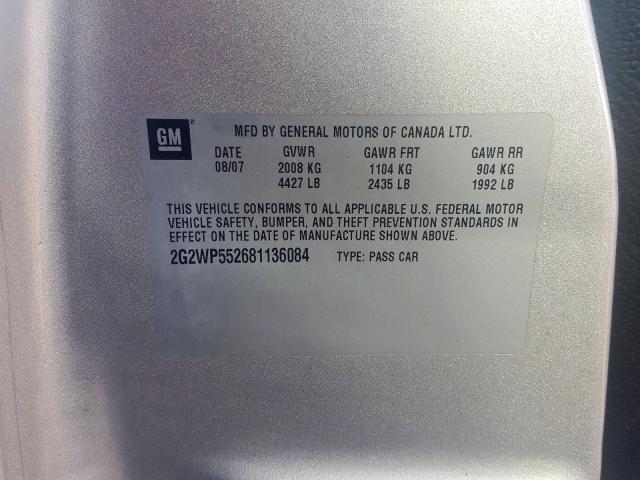 GM® MFD BY GENERAL MOTORS OF CANADA LTD.
DATE GVWR GAWR FRT GAWR RR
08/07 2008 KG 1104 KG 904 KG
4427 LB 2435 LB 1992 LB
THIS VEHICLE CONFORMS TO ALL APPLICABLE U.S. FEDERAL MOTOR
VEHICLE SAFETY, BUMPER, AND THEFT PREVENTION STANDARDS IN
EFFECT ON THE DATE OF MANUFACTURE SHOWN ABOVE.
2G2WP552681136084 TYPE: PASS CAR